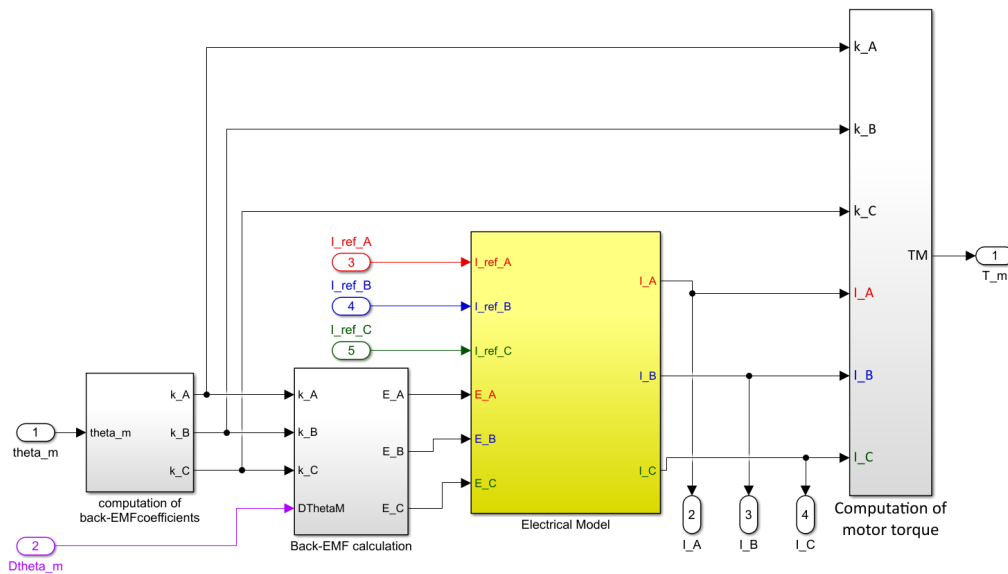 k_A
k_B
k_C
TM
1
T_m
I_ref_A
3
I_ref_A
I_ref_B
4
I_ref_B
I_ref_C
5
I_ref_C
I_A
I_A
I_B
I_B
I_C
I_C
E_A
E_B
E_C
Electrical Model
k_A
k_B
k_C
DThetaM
E_A
E_B
E_C
Back-EMF calculation
1
theta_m
theta_m
k_A
k_B
k_C
computation of
back-EMFcoefficients
2
Dtheta_m
2
I_A
3
I_B
4
I_C
Computation of
motor torque